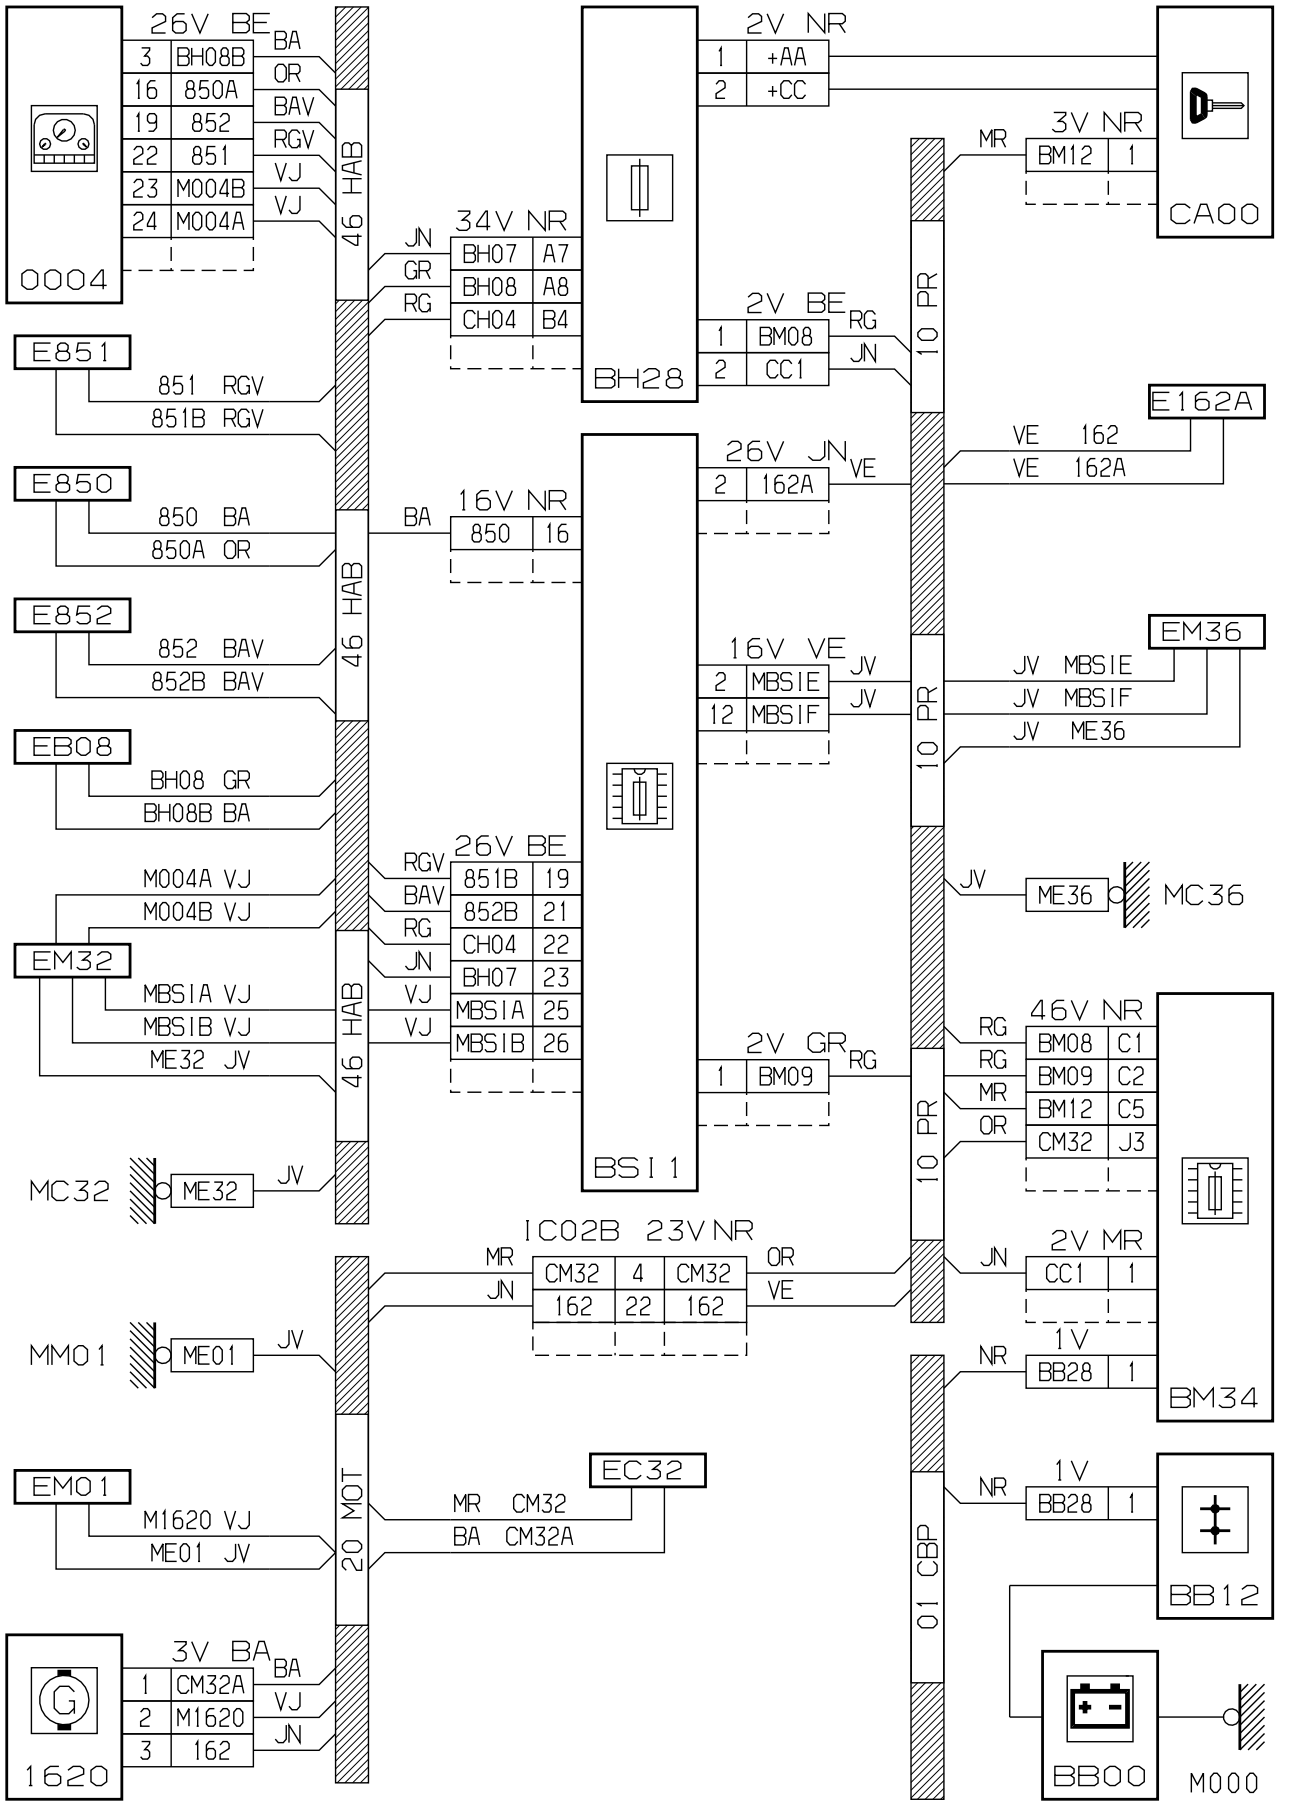 26V BE
3 BH08B BA
16 850A OR
19 852 BAV
22 851 RGV
23 M004B VJ
24 M004A VJ
0004
46 HAB
E851
851 RGV
851B RGV
E850
850 BA
850A OR
E852
852 BAV
852B BAV
46 HAB
EB08
BH08 GR
BH08B BA
M004A VJ
M004B VJ
EM32
MBSIA VJ
MBSIB VJ
ME32 JV
46 HAB
MC32 ME32 JV
MM01 ME01 JV
EM01
M1620 VJ
ME01 JV
20 MOT
3V BA
1 CM32A BA
2 M1620 VJ
3 162 JN
G
1620
34V NR
JN BH07 A7
GR BH08 A8
RG CH04 B4
BH28
2V NR
1 +AA
2 +CC
2V BE
1 BM08 RG
2 CC1 JN
16V NR
BA 850 16
26V JN
2 162A VE
16V VE
2 MBSIE JV
12 MBSIF JV
26V BE
RGV 851B 19
BAV 852B 21
RG CH04 22
JN BH07 23
VJ MBSIA 25
VJ MBSIB 26
2V GR
1 BM09 RG
BSI1
IC02B 23V NR
MR CM32 4 CM32 OR
JN 162 22 162 VE
EC32
MR CM32
BA CM32A
CA00
3V NR
MR BM12 1
10 PR
E162A
VE 162
VE 162A
EM36
JV MBSIE
JV MBSIF
JV ME36
10 PR
JV ME36 MC36
46V NR
RG BM08 C1
RG BM09 C2
MR BM12 C5
OR CM32 J3
10 PR
2V MR
JN CC1 1
1V
NR BB28 1
BM34
1V
NR BB28 1
BB12
01 CBP
+ -
BB00
M000